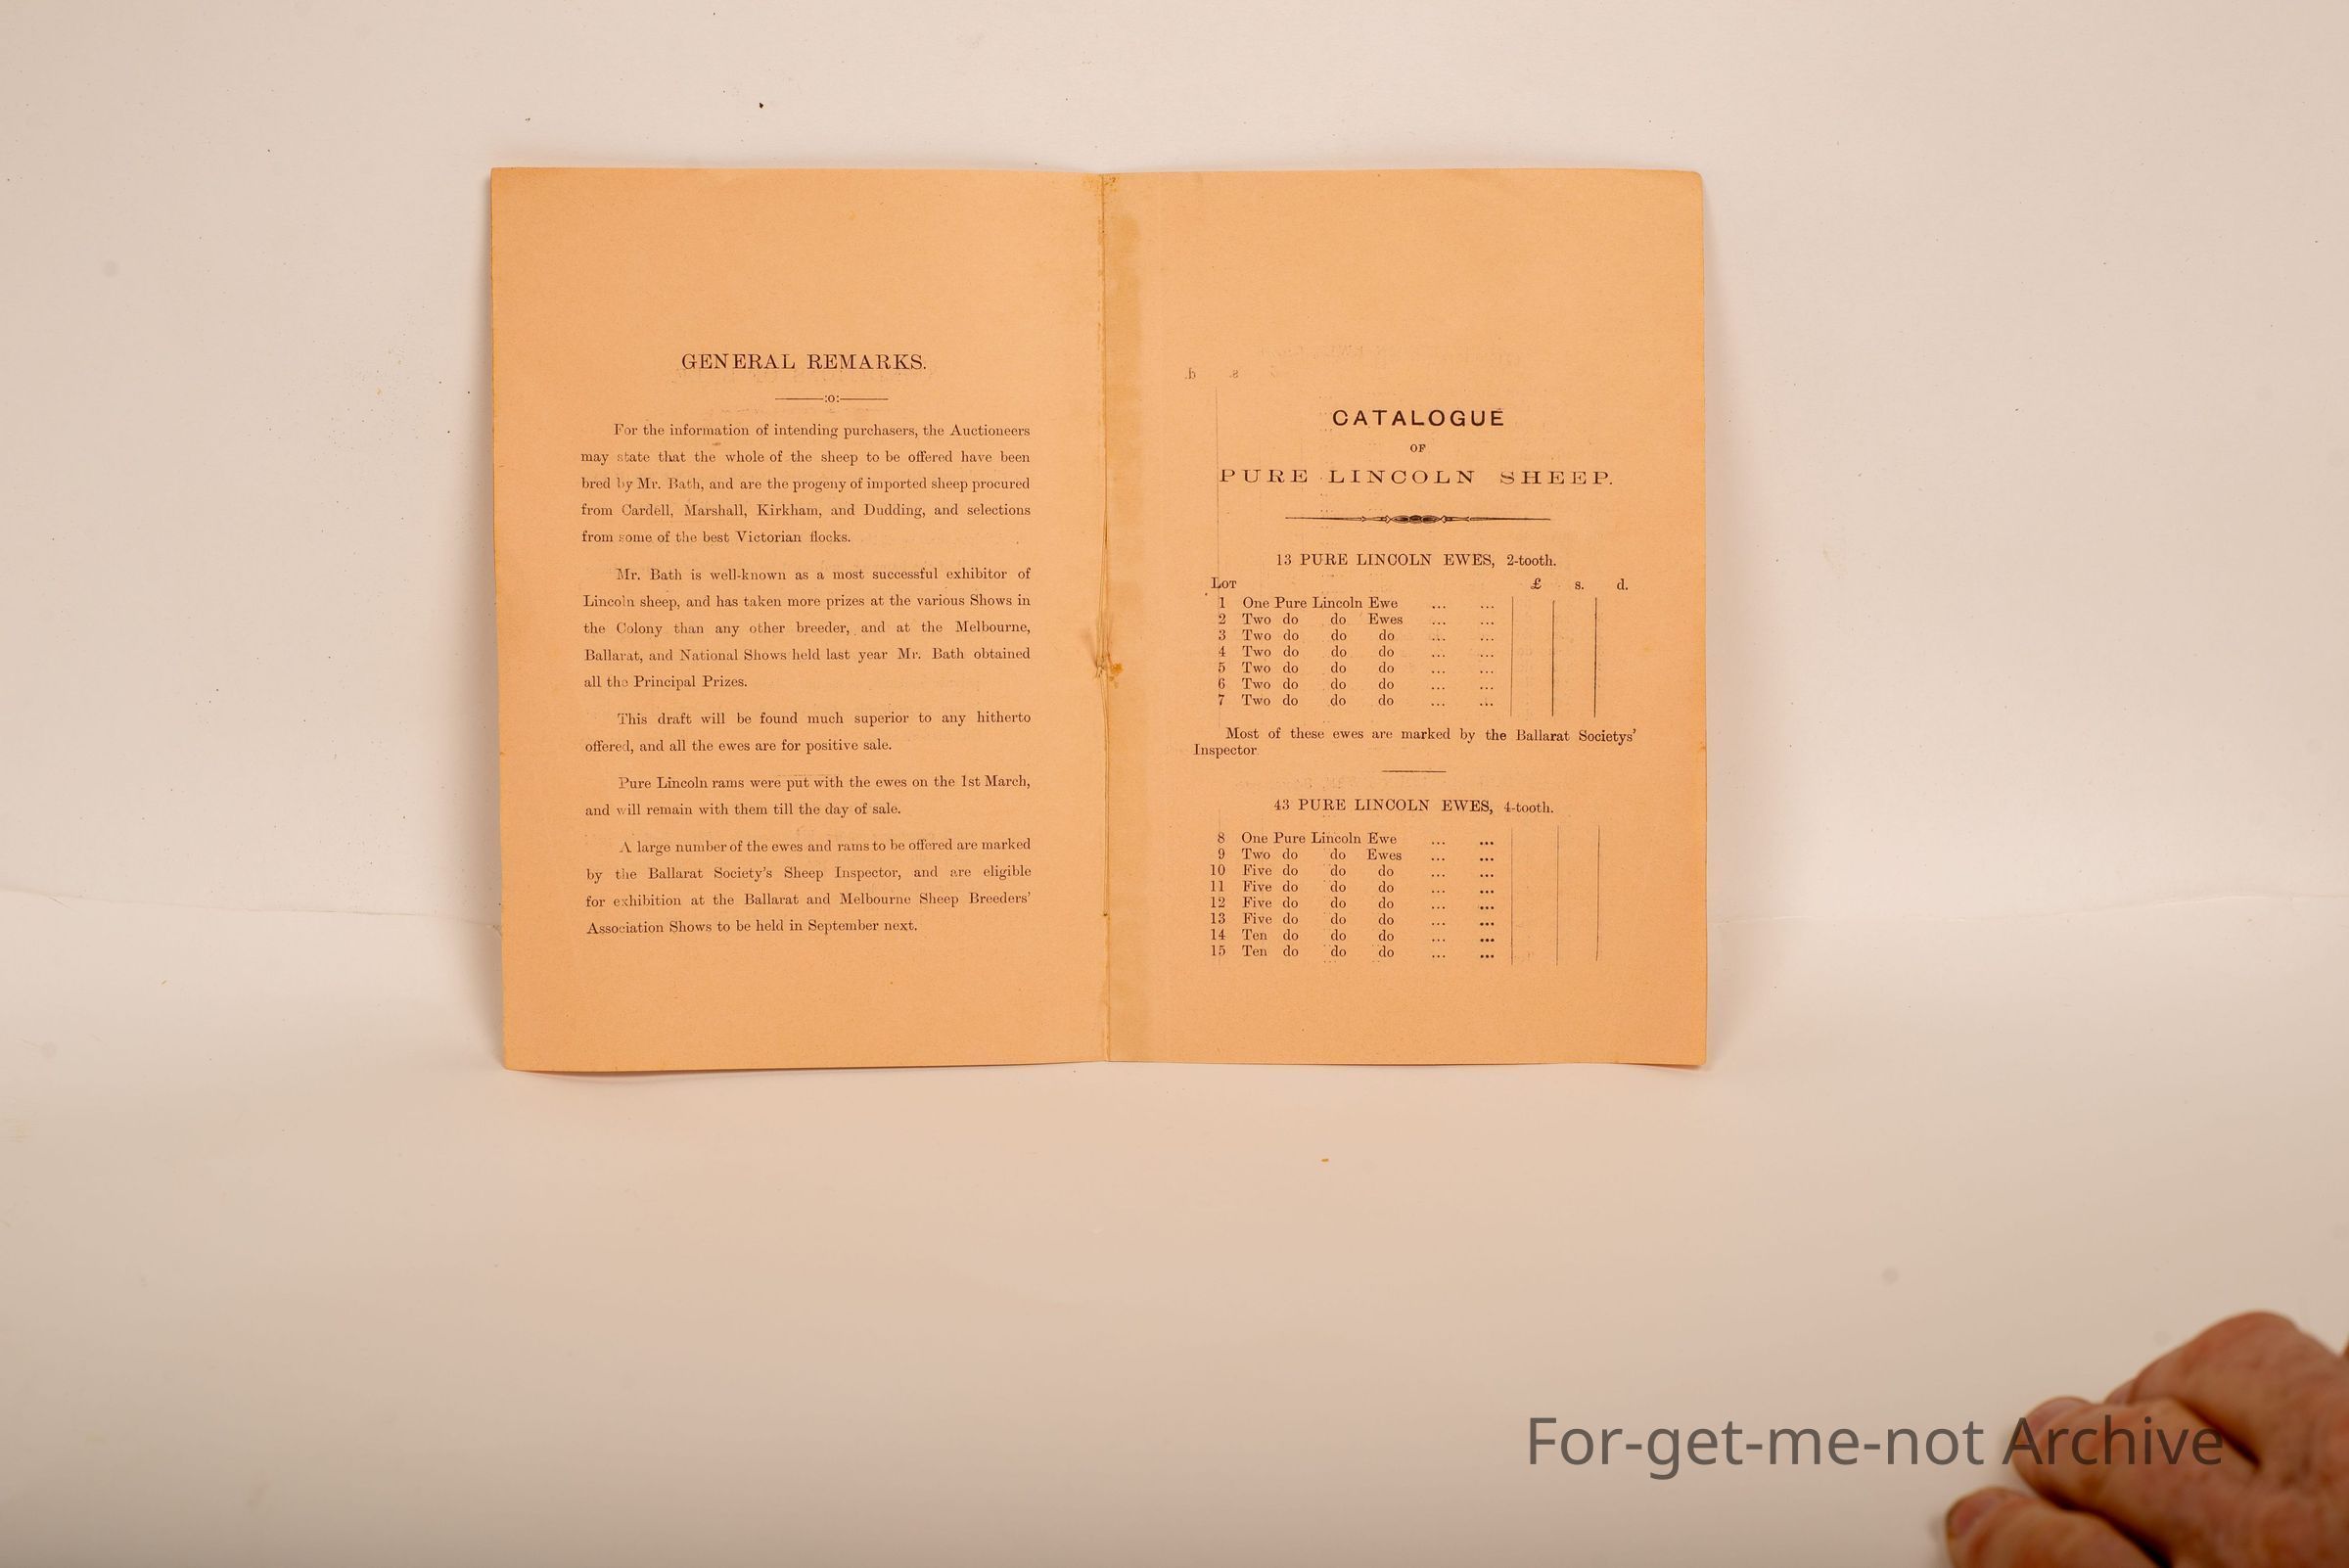 GENERAL REMARKS.
:o:
For the information of intending purchasers, the Auctioneers
may state that the whole of the sheep to be offered have been
bred by Mr. Bath, and are the progeny of imported sheep procured
from Cardell, Marshall, Kirkham, and Dudding, and selections
from some of the best Victorian flocks.
Mr. Bath is well-known as a most successful exhibitor of
Lincoln sheep, and has taken more prizes at the various Shows in
the Colony than any other breeder, and at the Melbourne,
Ballarat, and National Shows held last year Mr. Bath obtained
all the Principal Prizes.
This draft will be found much superior to any hitherto
offered, and all the ewes are for positive sale.
Pure Lincoln rams were put with the ewes on the 1st March,
and will remain with them till the day of sale.
A large number of the ewes and rams to be offered are marked
by the Ballarat Society's Sheep Inspector, and are eligible
for exhibition at the Ballarat and Melbourne Sheep Breeders'
Association Shows to be held in September next.
CATALOGUE
OF
PURE LINCOLN SHEEP.
13 PURE LINCOLN EWES, 2-tooth.
LOT £ s. d.
1 One Pure Lincoln Ewe ... ...
2 Two do do Ewes ... ...
3 Two do do do ... ...
4 Two do do do ... ...
5 Two do do do ... ...
6 Two do do do ... ...
7 Two do do do ... ...
Most of these ewes are marked by the Ballarat Societys'
Inspector
43 PURE LINCOLN EWES, 4-tooth.
8 One Pure Lincoln Ewe ... ...
9 Two do do Ewes ... ...
10 Five do do do ... ...
11 Five do do do ... ...
12 Five do do do ... ...
13 Five do do do ... ...
14 Ten do do do ... ...
15 Ten do do do ... ...
For-get-me-not Archive